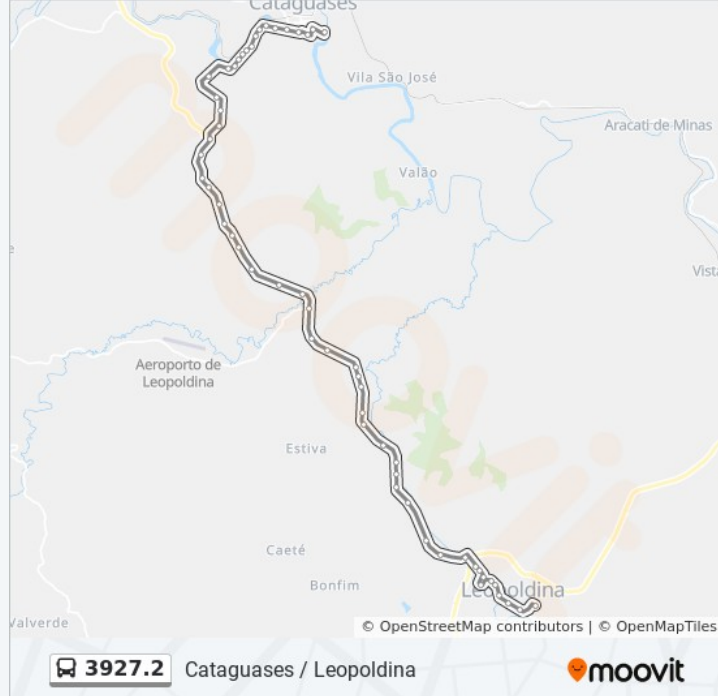 Cataguases
Vila São José
Aracati de Minas
Valão
Vista
Aeroporto de
Leopoldina
Estiva
Caeté
Bonfim
Leopoldina
Valverde
© OpenStreetMap contributors | © OpenMapTiles
3927.2
Cataguases / Leopoldina
moovit